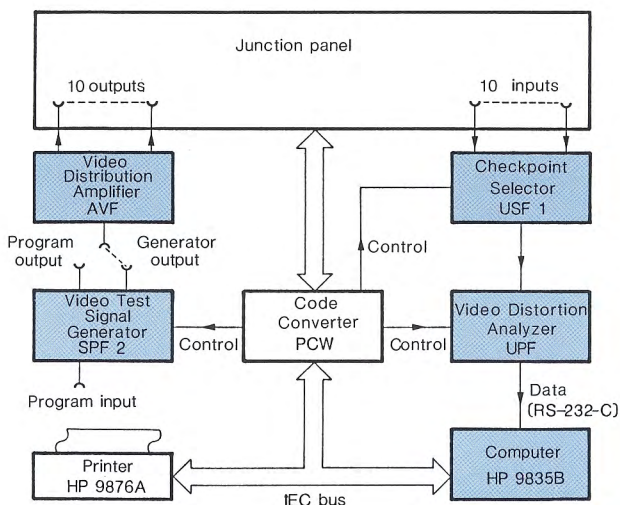 Junction panel
10 outputs
10 inputs
Video
Distribution
Amplifier
AVF
Checkpoint
Selector
USF 1
Program
output
Generator
output
Control
Video Test
Signal
Generator
SPF 2
Control
Code
Converter
PCW
Control
Video Distortion
Analyzer
UPF
Program input
Data
(RS-232-C)
Printer
HP 9876A
Computer
HP 9835B
IEC bus